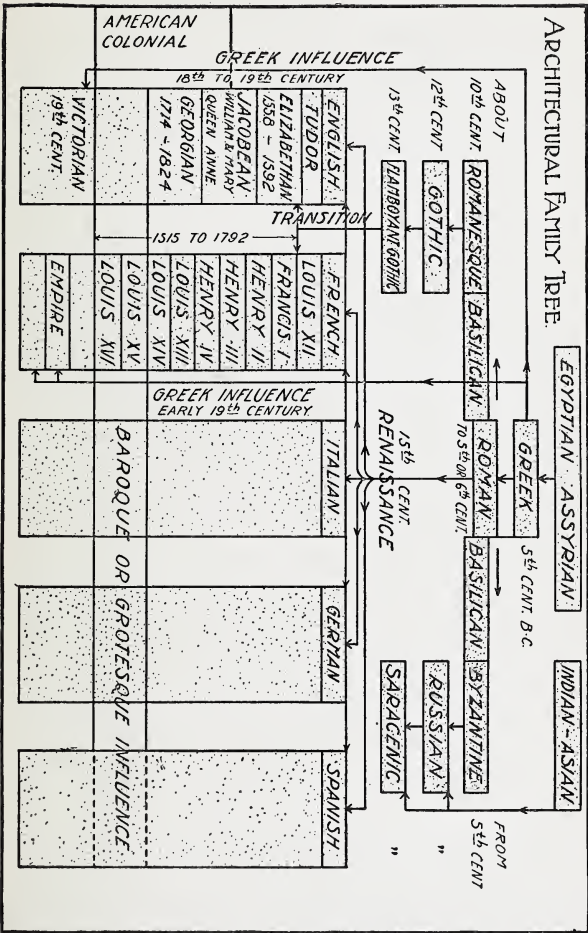 ARCHITECTURAL FAMILY TREE.
EGYPTIAN ASSYRIAN
INDIAN-ASIAN
GREEK
5th CENT. B.C.
FROM
5th CENT
ABOUT
10th CENT.
ROMANESQUE
BASILICAN
ROMAN
TO 5th OR 6th CENT.
BASILICAN
BYZANTINE
12th CENT
GOTHIC
RUSSIAN
"
13th CENT.
FLAMBOYANT GOTHIC
SARACENIC
"
15th CENT.
RENAISSANCE
TRANSITION
GREEK INFLUENCE
18th TO 19th CENTURY
ENGLISH
TUDOR
ELIZABETHAN
1558 - 1592
JACOBEAN
WILLIAM & MARY
QUEEN ANNE
GEORGIAN
1714 - 1824
VICTORIAN
19th CENT.
AMERICAN
COLONIAL
1515 TO 1792
FRENCH
LOUIS XII
FRANCIS I
HENRY II
HENRY III
HENRY IV
LOUIS XIII
LOUIS XIV
LOUIS XV
LOUIS XVI
EMPIRE
GREEK INFLUENCE
EARLY 19th CENTURY
ITALIAN
GERMAN
SPANISH
BAROQUE OR GROTESQUE INFLUENCE